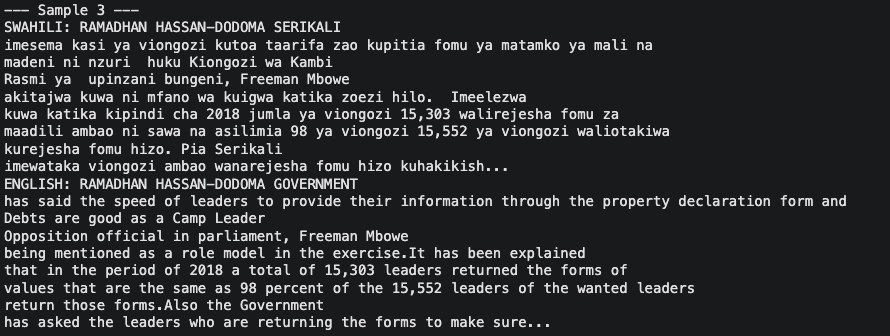 --- Sample 3 ---
SWAHILI: RAMADHAN HASSAN-DODOMA SERIKALI
imesema kasi ya viongozi kutoa taarifa zao kupitia fomu ya matamko ya mali na
madeni ni nzuri  huku Kiongozi wa Kambi
Rasmi ya  upinzani bungeni, Freeman Mbowe
akitajwa kuwa ni mfano wa kuigwa katika zoezi hilo.  Imeelezwa
kuwa katika kipindi cha 2018 jumla ya viongozi 15,303 walirejesha fomu za
maadili ambao ni sawa na asilimia 98 ya viongozi 15,552 ya viongozi waliotakiwa
kurejesha fomu hizo. Pia Serikali
imewataka viongozi ambao wanarejesha fomu hizo kuhakikish...
ENGLISH: RAMADHAN HASSAN-DODOMA GOVERNMENT
has said the speed of leaders to provide their information through the property declaration form and
Debts are good as a Camp Leader
Opposition official in parliament, Freeman Mbowe
being mentioned as a role model in the exercise.It has been explained
that in the period of 2018 a total of 15,303 leaders returned the forms of
values that are the same as 98 percent of the 15,552 leaders of the wanted leaders
return those forms.Also the Government
has asked the leaders who are returning the forms to make sure...